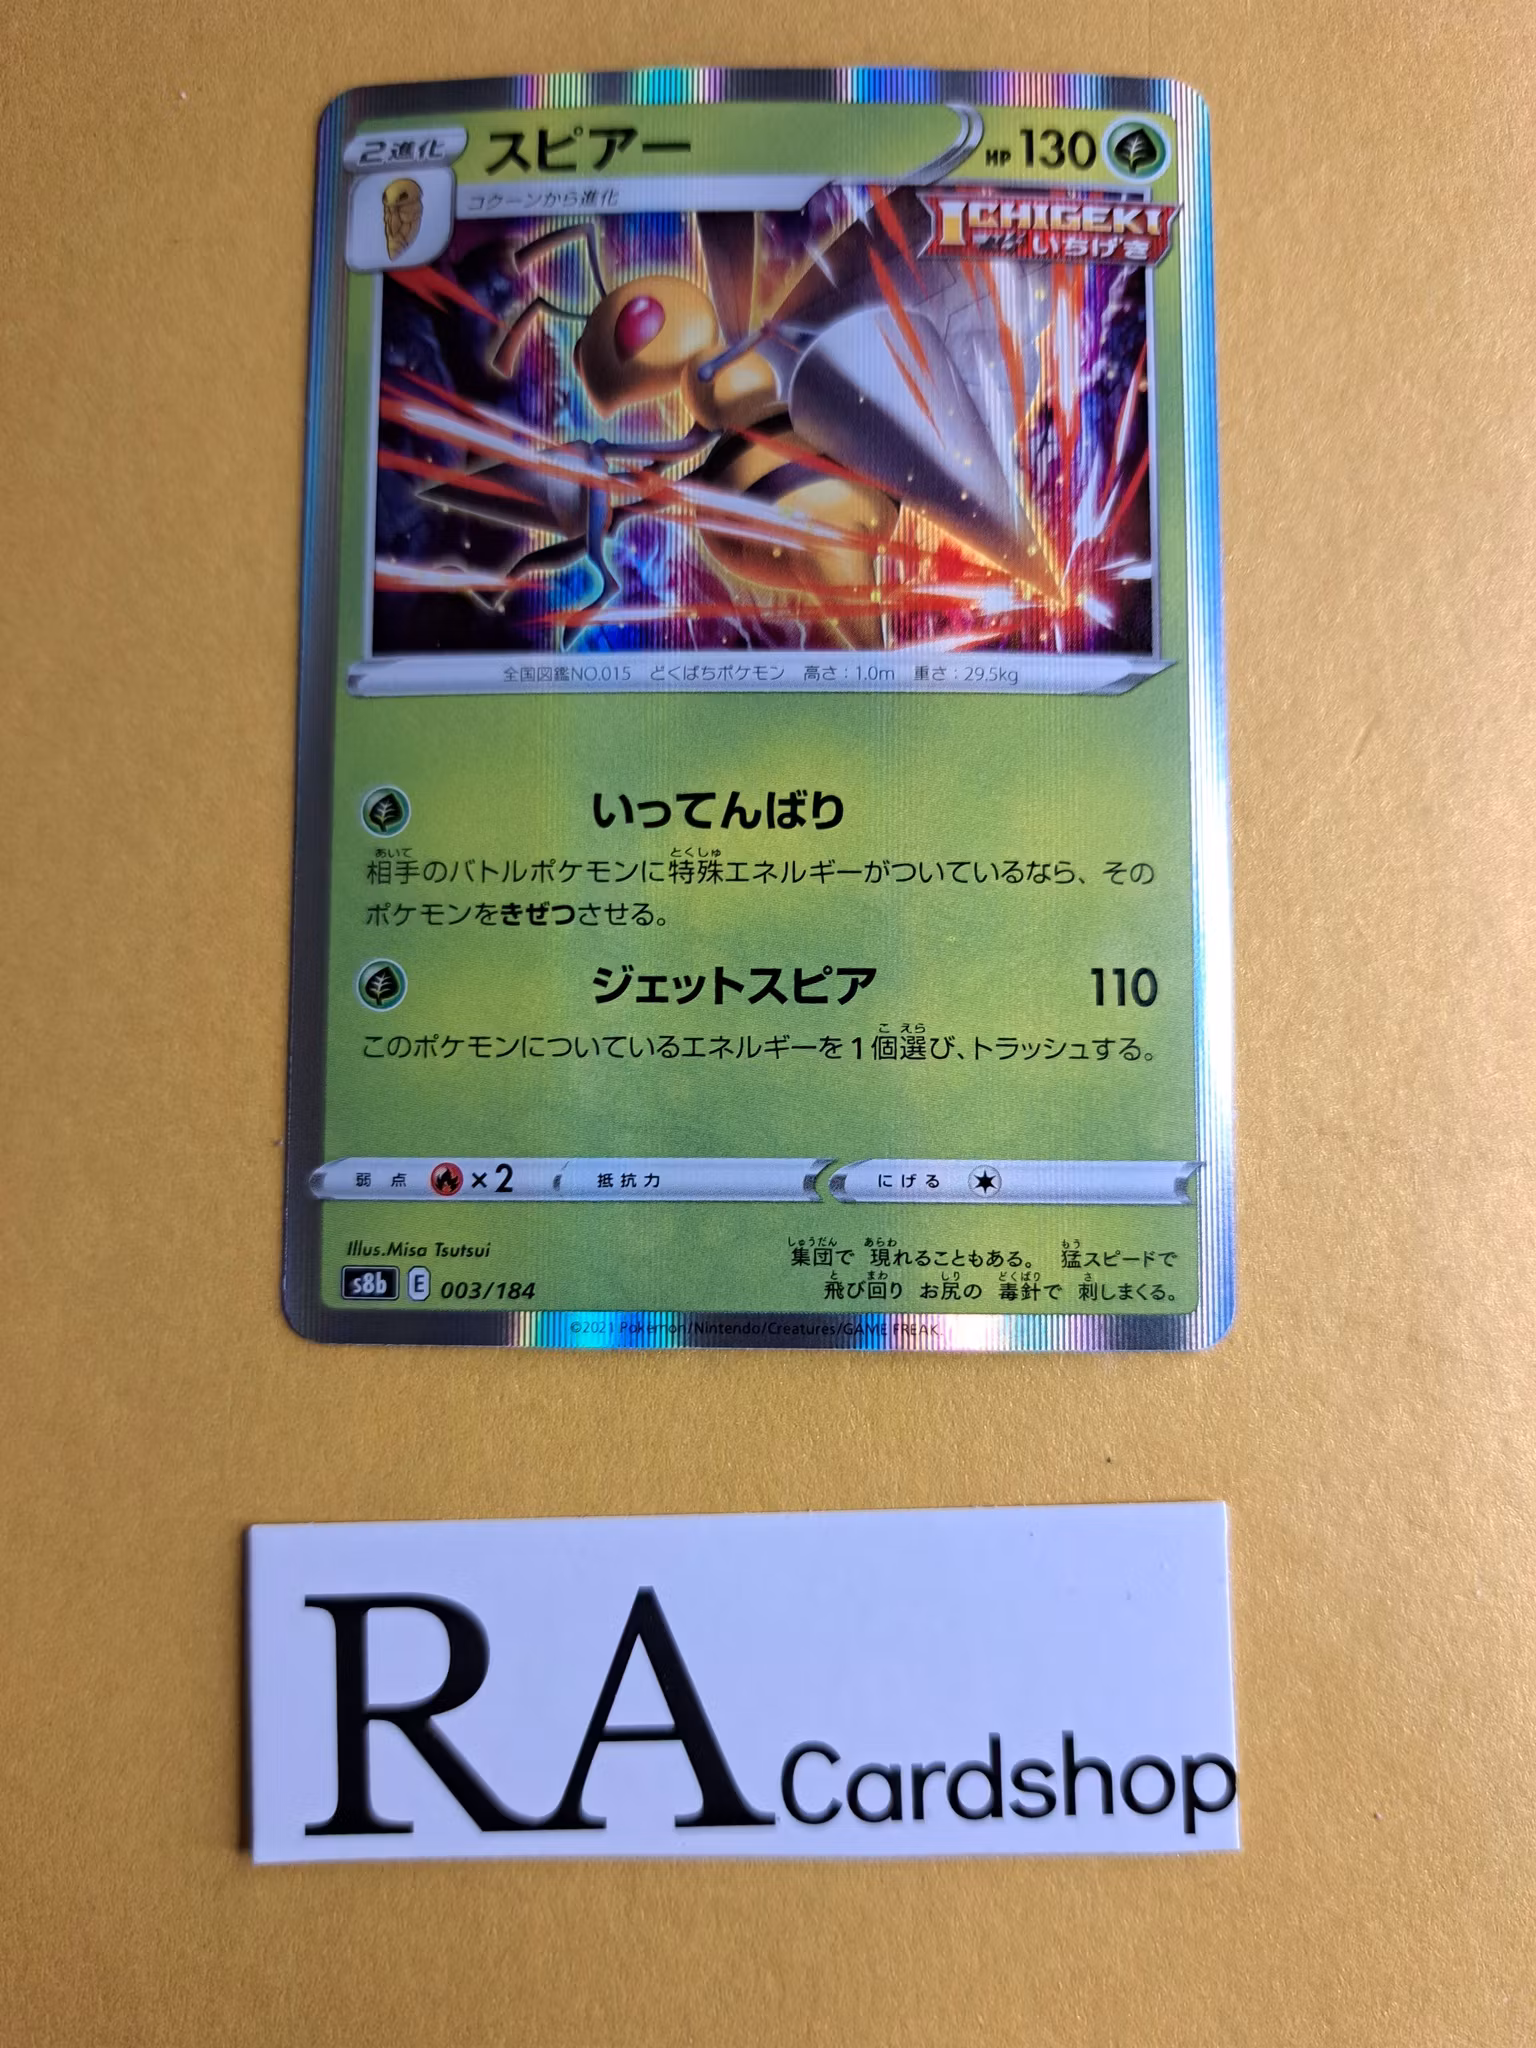 2進化 スピアー HP 130
コクーンから進化
ICHIGEKI
いちげき
全国図鑑NO.015 どくばちポケモン 高さ：1.0m 重さ：29.5kg
いってんばり
相手のバトルポケモンに特殊エネルギーがついているなら、その
ポケモンをきぜつさせる。
ジェットスピア 110
このポケモンについているエネルギーを1個選び、トラッシュする。
弱点 ×2 抵抗力 にげる
Illus.Misa Tsutsui
集団で 現れることもある。 猛スピードで
飛び回り お尻の 毒針で 刺しまくる。
s8b E 003/184
©2021 Pokémon/Nintendo/Creatures/GAME FREAK.
RA Cardshop